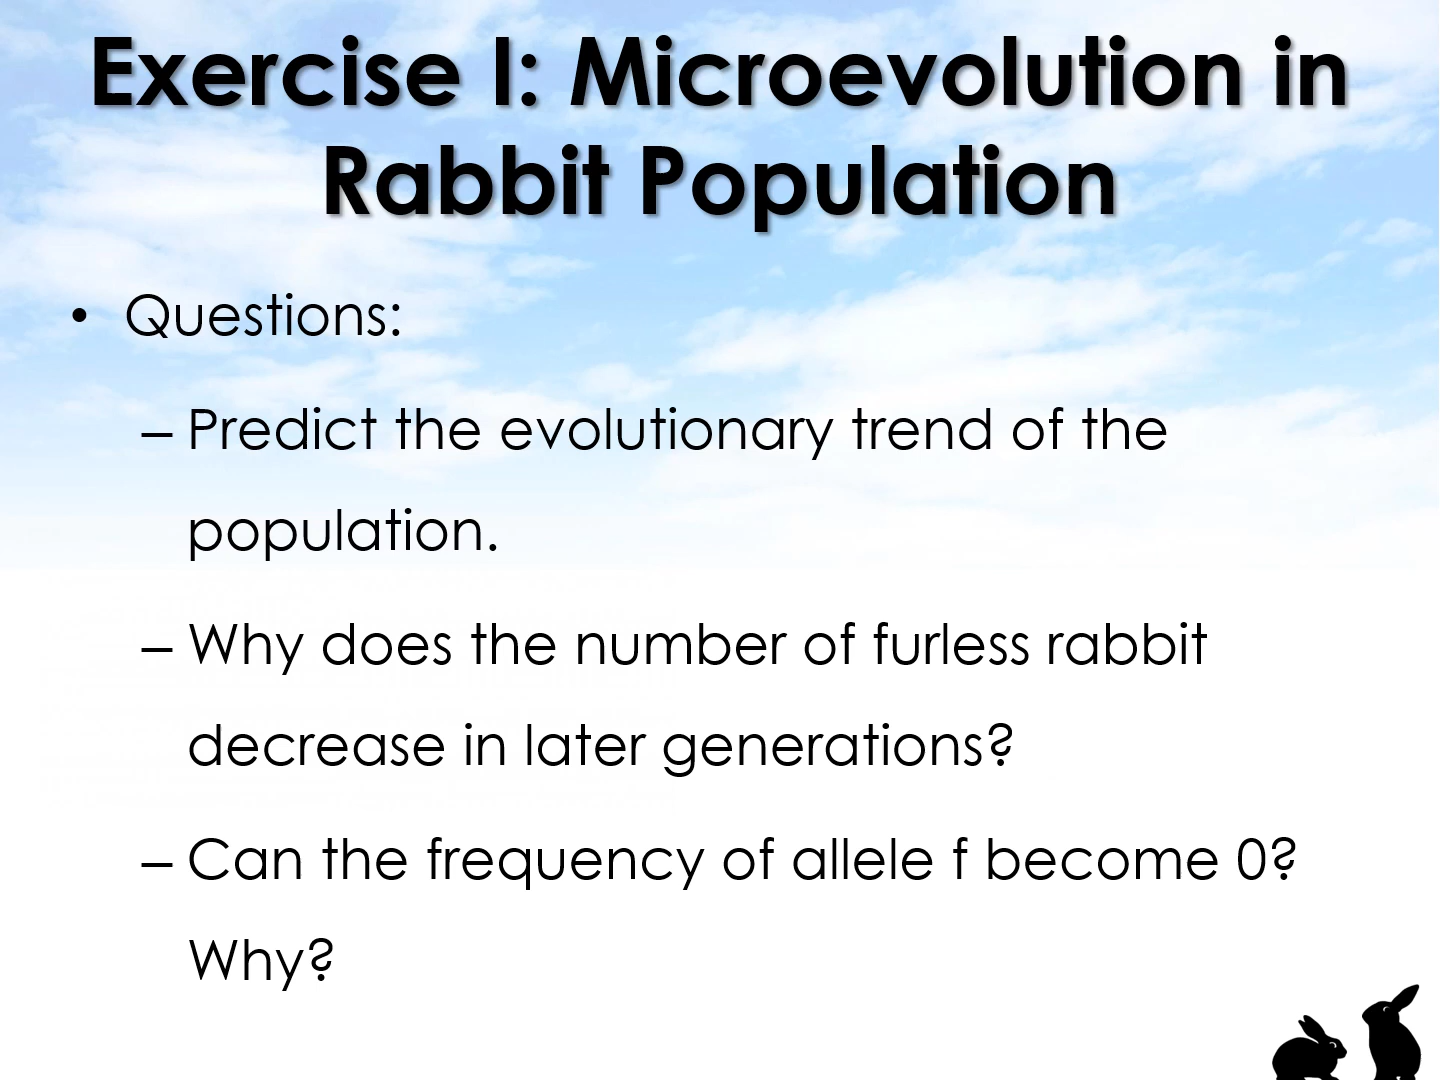 Exercise I: Microevolution in
Rabbit Population
• Questions:
– Predict the evolutionary trend of the
population.
– Why does the number of furless rabbit
decrease in later generations?
– Can the frequency of allele f become 0?
Why?